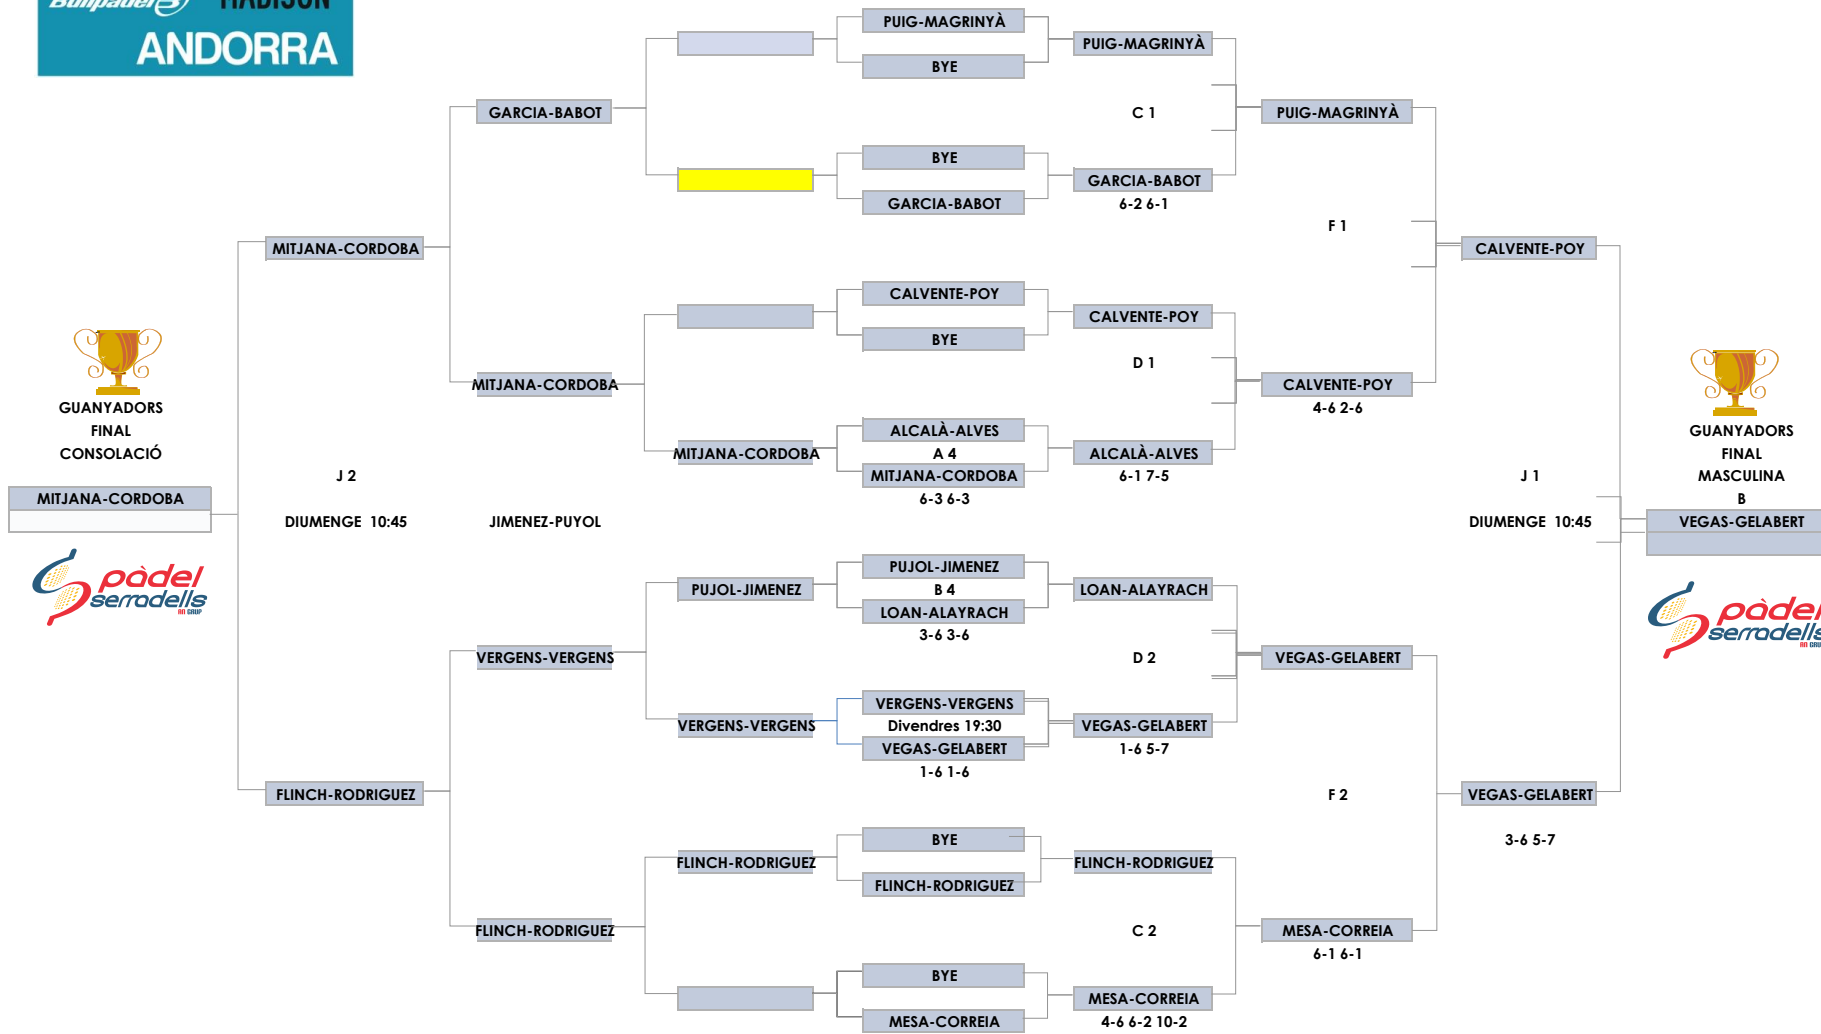 Bullpadel
MADISON
ANDORRA
PUIG-MAGRINYÀ
PUIG-MAGRINYÀ
BYE
GARCIA-BABOT
C 1
PUIG-MAGRINYÀ
BYE
GARCIA-BABOT
GARCIA-BABOT
6-2 6-1
F 1
MITJANA-CORDOBA
CALVENTE-POY
CALVENTE-POY
CALVENTE-POY
BYE
D 1
MITJANA-CORDOBA
CALVENTE-POY
4-6 2-6
GUANYADORS
FINAL
CONSOLACIÓ
GUANYADORS
FINAL
MASCULINA
B
ALCALÀ-ALVES
MITJANA-CORDOBA
A 4
ALCALÀ-ALVES
MITJANA-CORDOBA
6-1 7-5
6-3 6-3
J 2
J 1
MITJANA-CORDOBA
DIUMENGE 10:45
JIMENEZ-PUYOL
DIUMENGE 10:45
VEGAS-GELABERT
pàdel
serradells
AN GRUP
PUJOL-JIMENEZ
PUJOL-JIMENEZ
B 4
LOAN-ALAYRACH
LOAN-ALAYRACH
3-6 3-6
pàdel
serradells
AN GRUP
VERGENS-VERGENS
D 2
VEGAS-GELABERT
VERGENS-VERGENS
VERGENS-VERGENS
Divendres 19:30
VEGAS-GELABERT
VEGAS-GELABERT
1-6 5-7
1-6 1-6
FLINCH-RODRIGUEZ
F 2
VEGAS-GELABERT
3-6 5-7
BYE
FLINCH-RODRIGUEZ
FLINCH-RODRIGUEZ
FLINCH-RODRIGUEZ
FLINCH-RODRIGUEZ
C 2
MESA-CORREIA
6-1 6-1
BYE
MESA-CORREIA
MESA-CORREIA
4-6 6-2 10-2